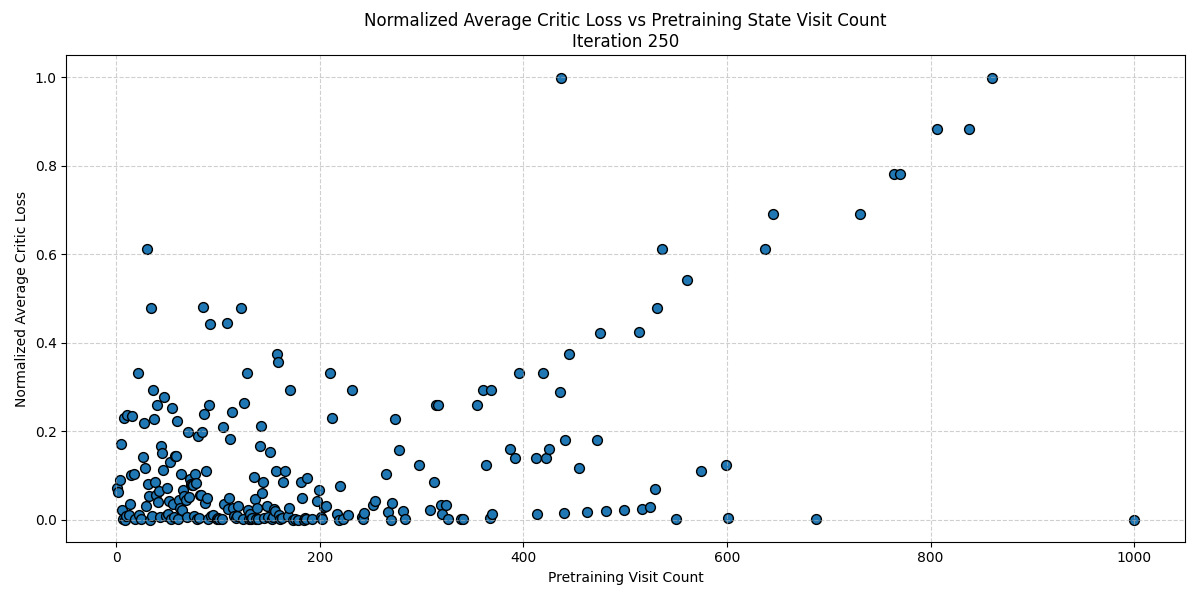 Normalized Average Critic Loss vs Pretraining State Visit Count
Iteration 250
Normalized Average Critic Loss
1.0
0.8
0.6
0.4
0.2
0.0
0 200 400 600 800 1000
Pretraining Visit Count